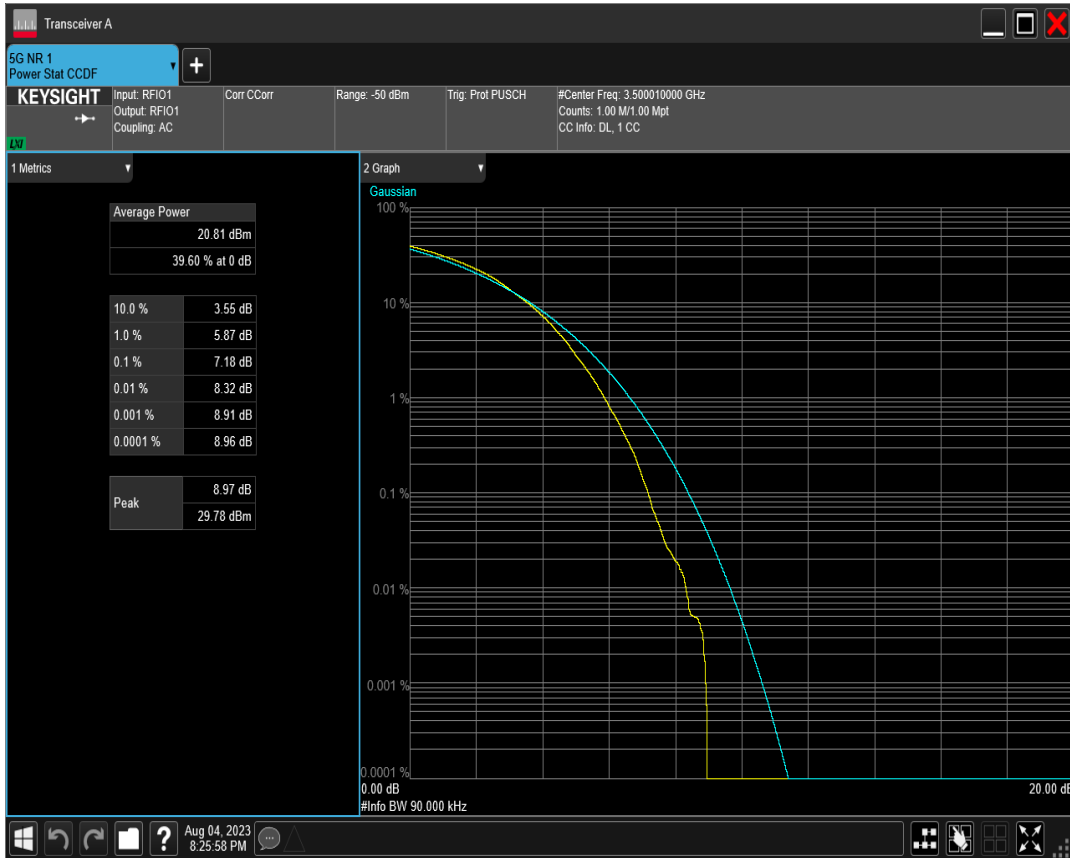 Transceiver A
5G NR 1
Power Stat CCDF
KEYSIGHT
LXI
Input: RFIO1
Output: RFIO1
Coupling: AC
Corr CCorr
Range: -50 dBm
Trig: Prot PUSCH
#Center Freq: 3.500010000 GHz
Counts: 1.00 M/1.00 Mpt
CC Info: DL, 1 CC
1 Metrics
Average Power
20.81 dBm
39.60 % at 0 dB
10.0 % 3.55 dB
1.0 % 5.87 dB
0.1 % 7.18 dB
0.01 % 8.32 dB
0.001 % 8.91 dB
0.0001 % 8.96 dB
Peak
8.97 dB
29.78 dBm
2 Graph
Gaussian
100 %
10 %
1 %
0.1 %
0.01 %
0.001 %
0.0001 %
0.00 dB
20.00 dB
#Info BW 90.000 kHz
?
Aug 04, 2023
8:25:58 PM